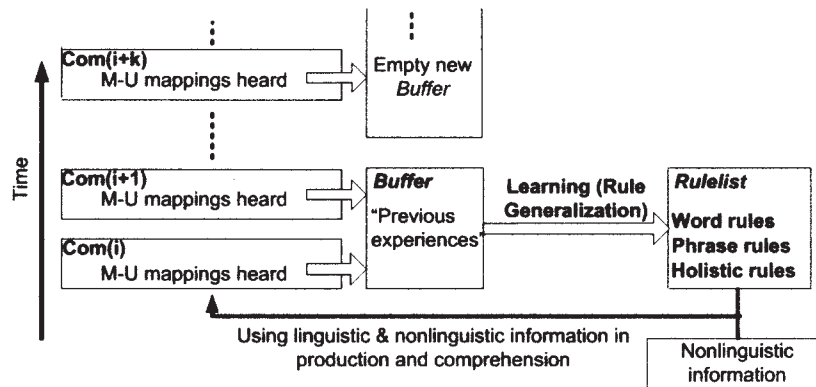 Com(i+k)
M-U mappings heard
Empty new
Buffer
Time
Com(i+1)
M-U mappings heard
Buffer
"Previous
experiences"
Learning (Rule
Generalization)
Rulelist
Word rules
Phrase rules
Holistic rules
Com(i)
M-U mappings heard
Using linguistic & nonlinguistic information in
production and comprehension
Nonlinguistic
information